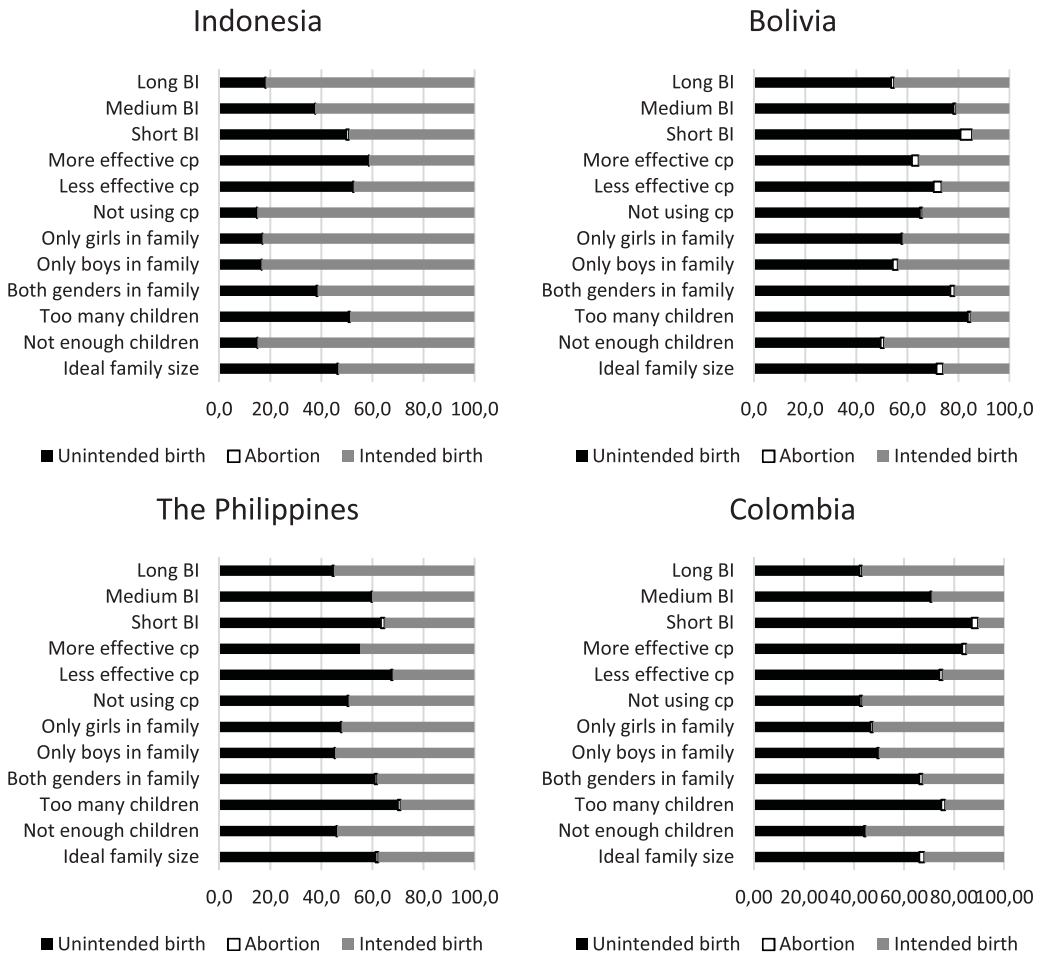 Indonesia
Long BI
Medium BI
Short BI
More effective cp
Less effective cp
Not using cp
Only girls in family
Only boys in family
Both genders in family
Too many children
Not enough children
Ideal family size
0,0 20,0 40,0 60,0 80,0 100,0
Unintended birth Abortion Intended birth
Bolivia
Long BI
Medium BI
Short BI
More effective cp
Less effective cp
Not using cp
Only girls in family
Only boys in family
Both genders in family
Too many children
Not enough children
Ideal family size
0,0 20,0 40,0 60,0 80,0 100,0
Unintended birth Abortion Intended birth
The Philippines
Long BI
Medium BI
Short BI
More effective cp
Less effective cp
Not using cp
Only girls in family
Only boys in family
Both genders in family
Too many children
Not enough children
Ideal family size
0,0 20,0 40,0 60,0 80,0 100,0
Unintended birth Abortion Intended birth
Colombia
Long BI
Medium BI
Short BI
More effective cp
Less effective cp
Not using cp
Only girls in family
Only boys in family
Both genders in family
Too many children
Not enough children
Ideal family size
0,00 20,00 40,00 60,00 80,00 100,00
Unintended birth Abortion Intended birth